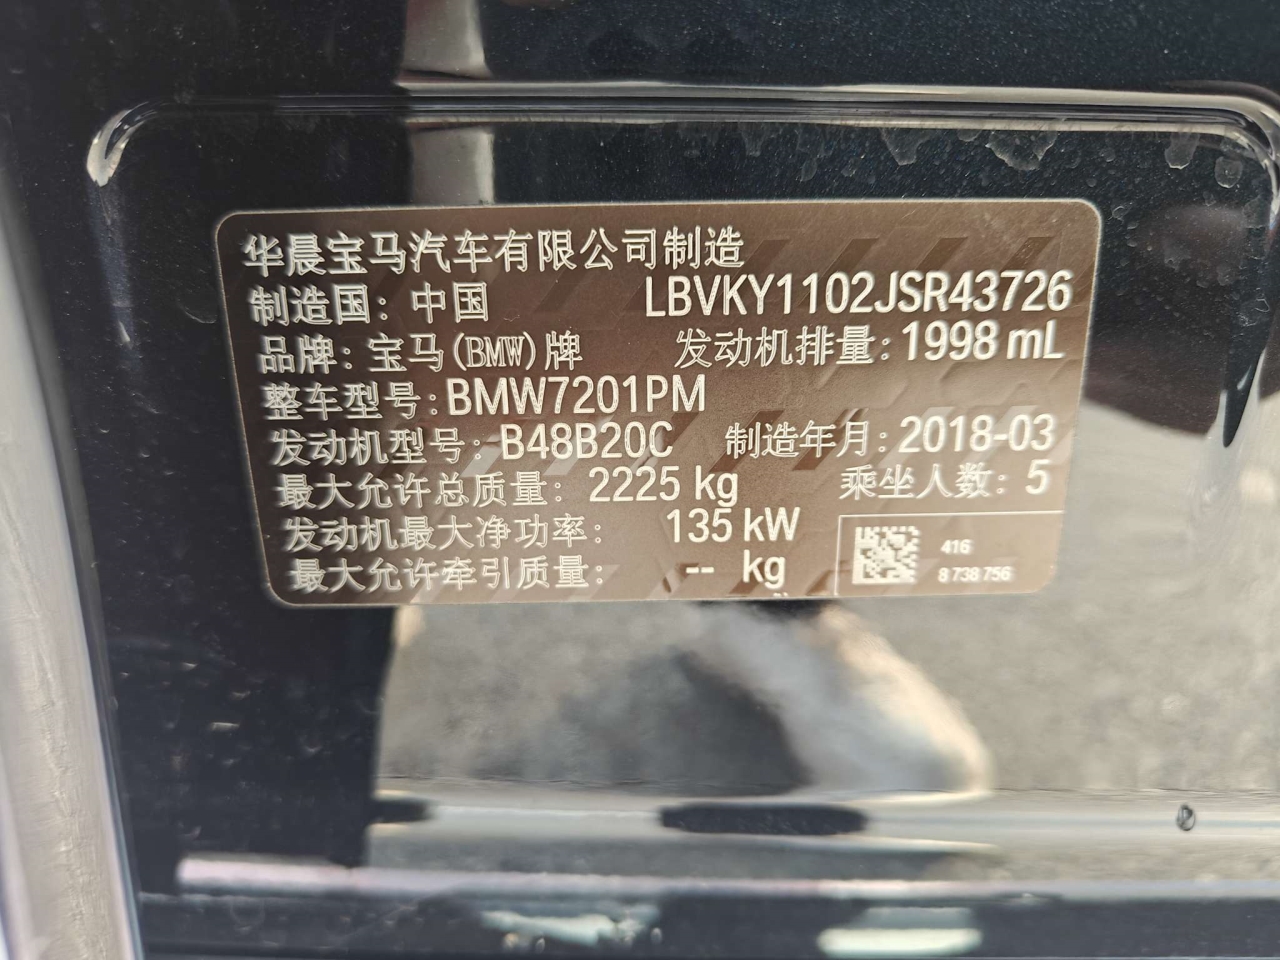 华晨宝马汽车有限公司制造
制造国: 中国 LBVKY1102JSR43726
品牌: 宝马(BMW)牌 发动机排量: 1998 mL
整车型号: BMW7201PM
发动机型号: B48B20C 制造年月: 2018-03
最大允许总质量: 2225 kg 乘坐人数: 5
发动机最大净功率: 135 kW
最大允许牵引质量: -- kg
416
8 738 756